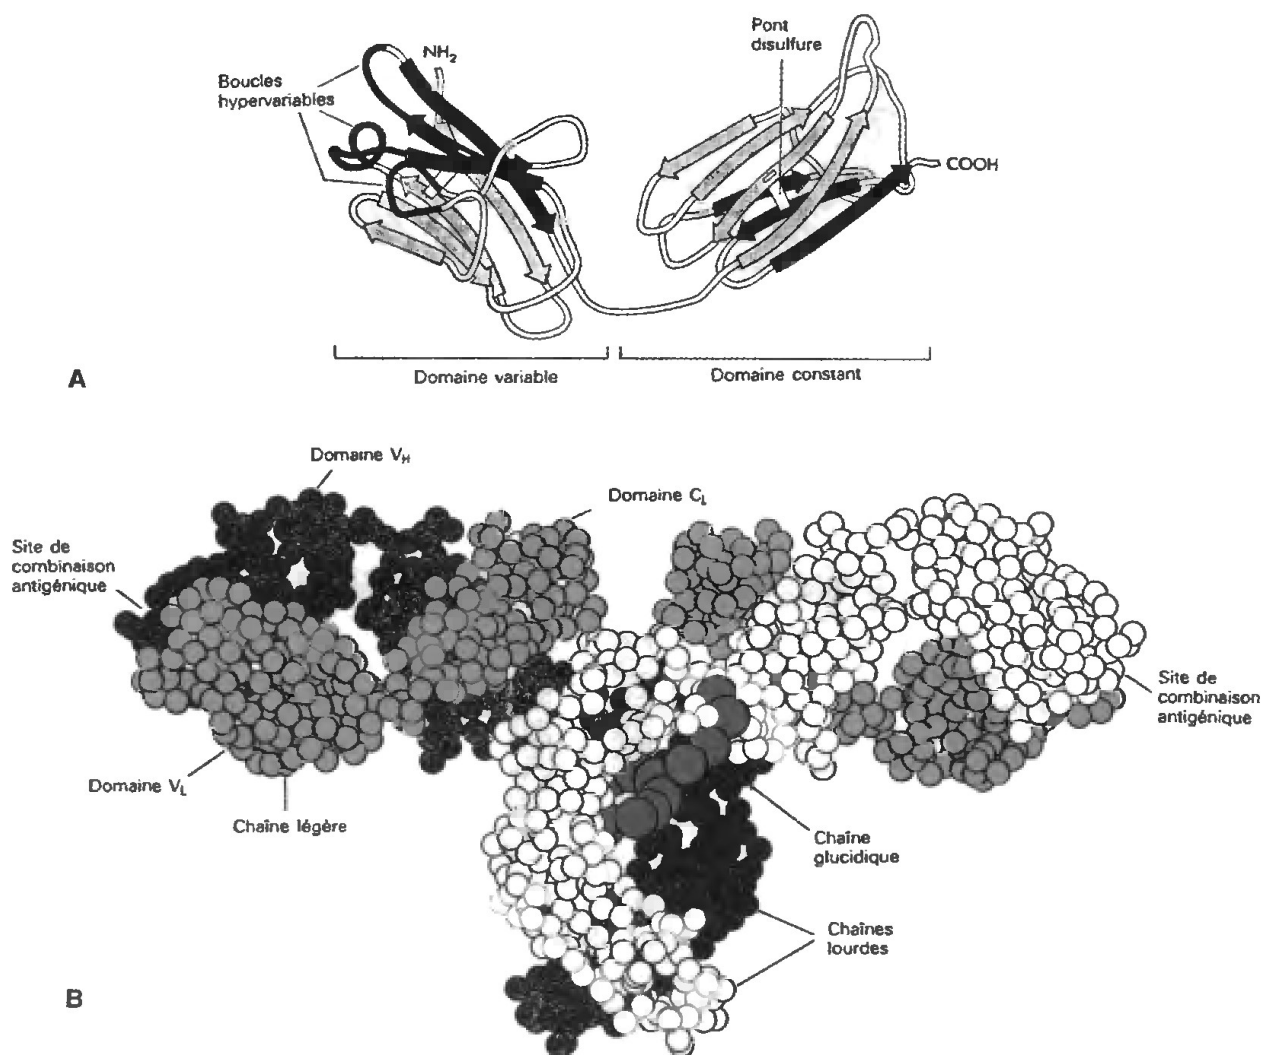 Pont
disulfure
NH2
Boucles
hypervariables
COOH
Domaine variable
Domaine constant
A
Domaine VH
Domaine CL
Site de
combinaison
antigénique
Site de
combinaison
antigénique
Domaine VL
Chaîne légère
Chaîne
glucidique
Chaînes
lourdes
B